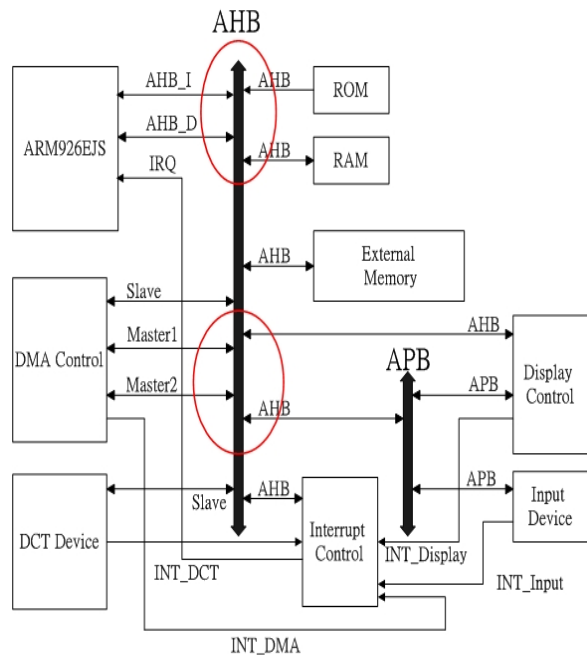 AHB
AHB_I
AHB
ROM
ARM926EJS
AHB_D
AHB
RAM
IRQ
AHB
External
Memory
Slave
AHB
Master1
DMA Control
APB
Display
Control
Master2
APB
AHB
AHB
APB
Slave
Input
Device
DCT Device
Interrupt
Control
INT_Display
INT_DCT
INT_Input
INT_DMA